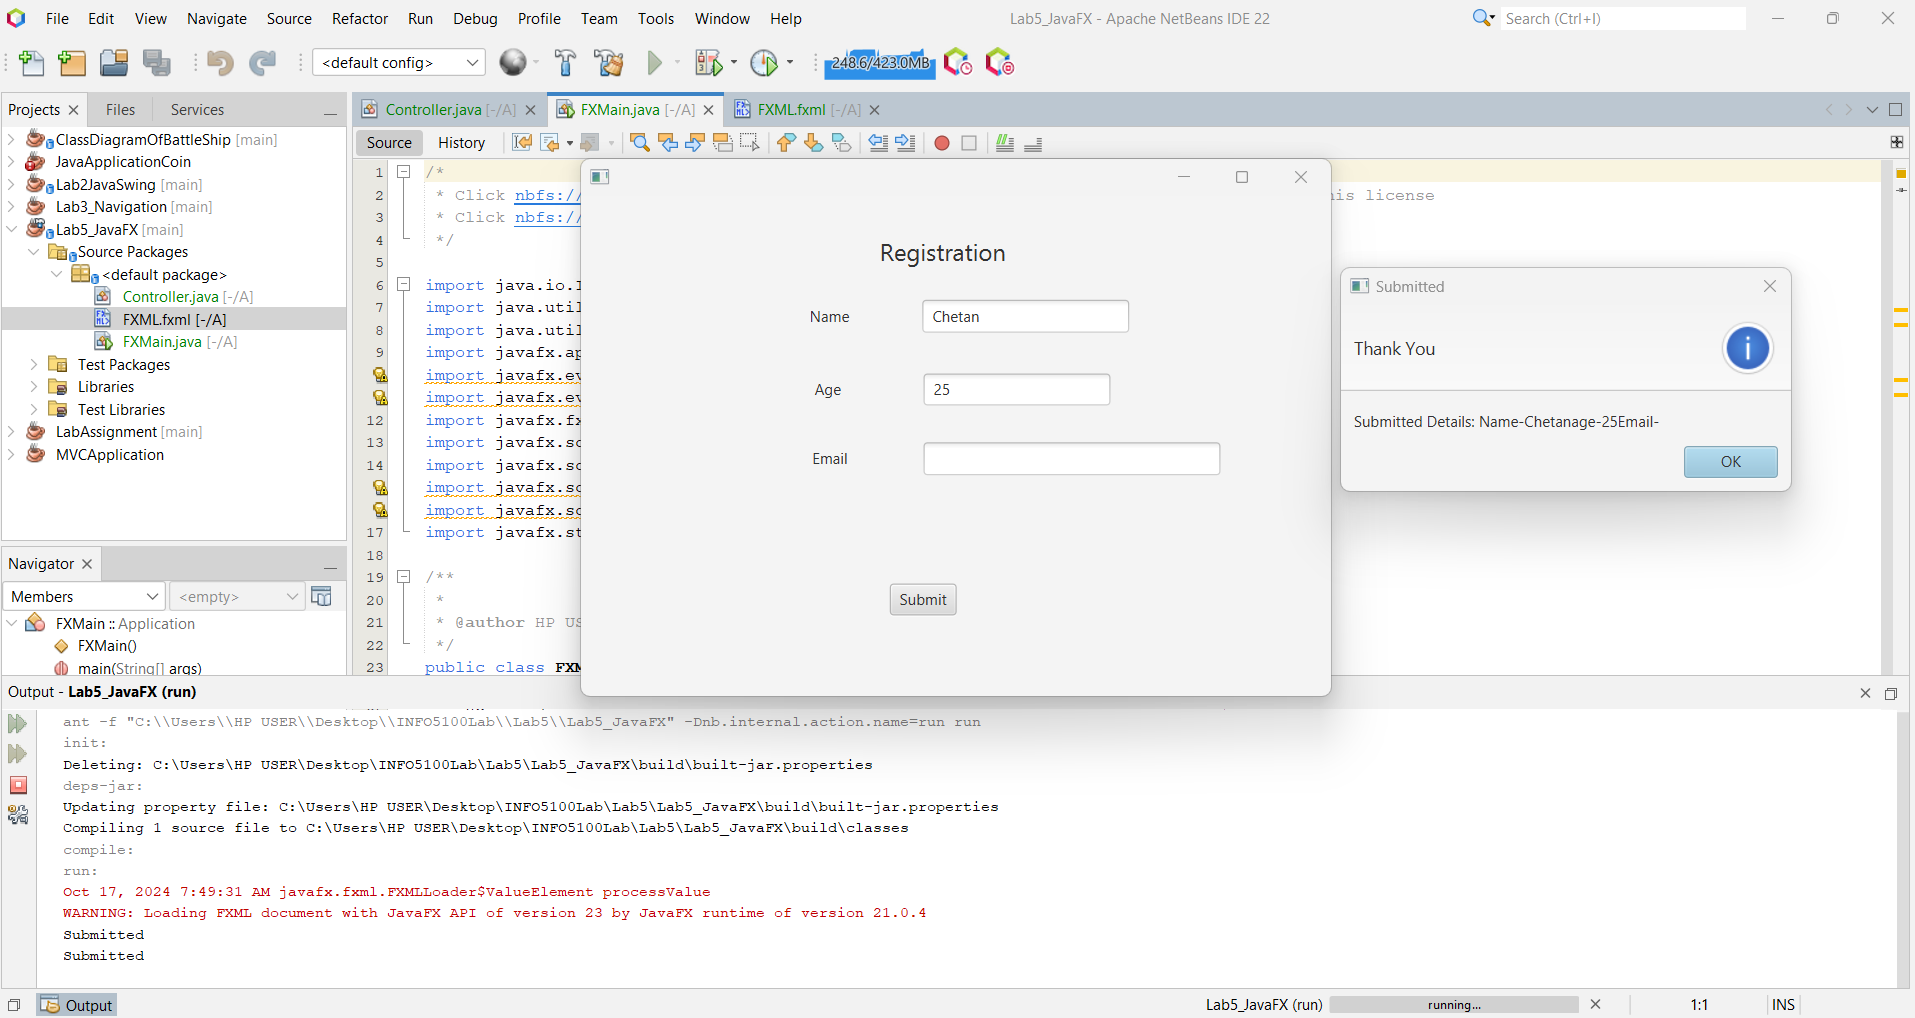 File Edit View Navigate Source Refactor Run Debug Profile Team Tools Window Help
Lab5_JavaFX - Apache NetBeans IDE 22
Search (Ctrl+I)
<default config>
248.6/423.0MB
Projects
Files
Services
Controller.java [-/A]
FXMain.java [-/A]
FXML.fxml [-/A]
Source
History
ClassDiagramOfBattleShip [main]
JavaApplicationCoin
Lab2JavaSwing [main]
Lab3_Navigation [main]
Lab5_JavaFX [main]
Source Packages
<default package>
Controller.java [-/A]
FXML.fxml [-/A]
FXMain.java [-/A]
Test Packages
Libraries
Test Libraries
LabAssignment [main]
MVCApplication
Navigator
Members
<empty>
FXMain :: Application
FXMain()
main(String[] args)
1 /*
2 * Click nbfs:// his license
3 * Click nbfs://
4 */
5
6 import java.io.I
7 import java.util
8 import java.util
9 import javafx.ap
import javafx.ev
import javafx.ev
12 import javafx.fx
13 import javafx.sc
14 import javafx.sc
import javafx.sc
import javafx.sc
17 import javafx.st
18
19 /**
20 *
21 * @author HP US
22 */
23 public class FXM
Registration
Name
Chetan
Age
25
Email
Submit
Submitted
Thank You
Submitted Details: Name-Chetanage-25Email-
OK
Output - Lab5_JavaFX (run)
ant -f "C:\\Users\\HP USER\\Desktop\\INFO5100Lab\\Lab5\\Lab5_JavaFX" -Dnb.internal.action.name=run run
init:
Deleting: C:\Users\HP USER\Desktop\INFO5100Lab\Lab5\Lab5_JavaFX\build\built-jar.properties
deps-jar:
Updating property file: C:\Users\HP USER\Desktop\INFO5100Lab\Lab5\Lab5_JavaFX\build\built-jar.properties
Compiling 1 source file to C:\Users\HP USER\Desktop\INFO5100Lab\Lab5\Lab5_JavaFX\build\classes
compile:
run:
Oct 17, 2024 7:49:31 AM javafx.fxml.FXMLLoader$ValueElement processValue
WARNING: Loading FXML document with JavaFX API of version 23 by JavaFX runtime of version 21.0.4
Submitted
Submitted
Output
Lab5_JavaFX (run)
running...
1:1
INS